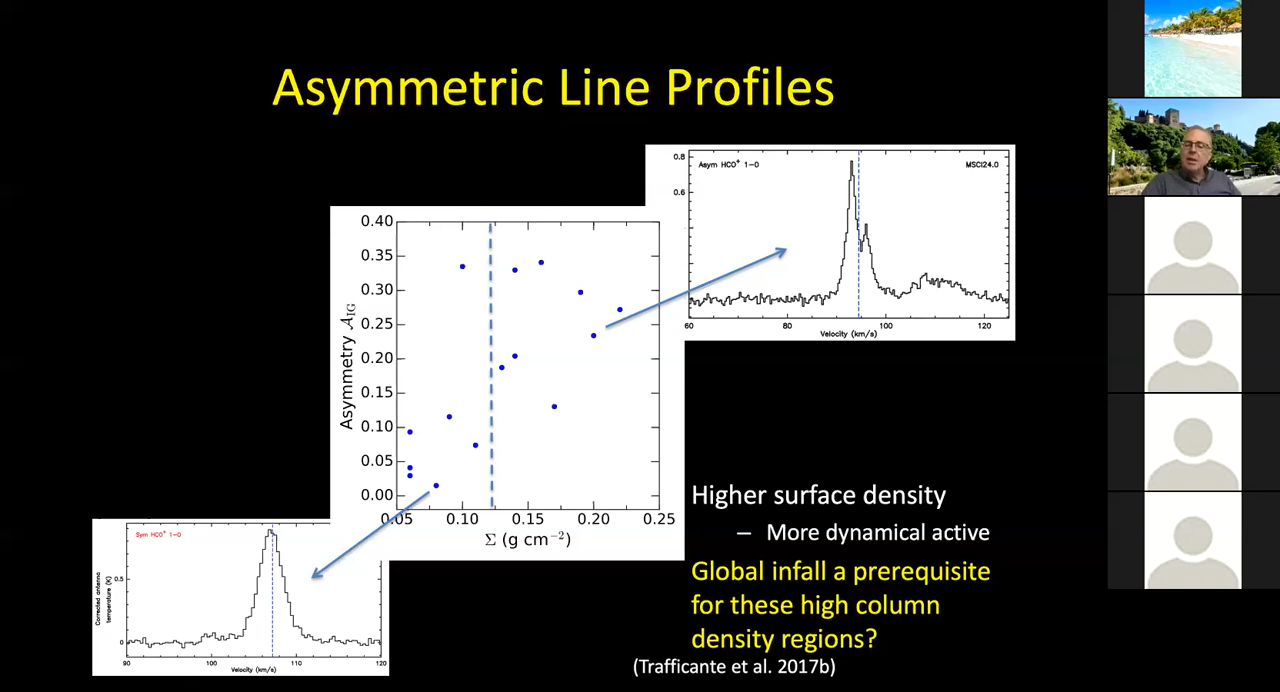 Asymmetric Line Profiles
0.8
Asym HCO⁺ 1-0
MSCI24.0
0.6
60
80
100
120
Velocity (km/s)
0.40
0.35
0.30
0.25
0.20
0.15
0.10
0.05
0.00
Asymmetry 𝒜IG
0.05
0.10
0.15
0.20
0.25
Σ (g cm⁻²)
Sym HCO⁺ 1-0
Corrected antenna
temperature (K)
0.5
0
90
100
110
120
Velocity (km/s)
Higher surface density
– More dynamical active
Global infall a prerequisite
for these high column
density regions?
(Trafficante et al. 2017b)